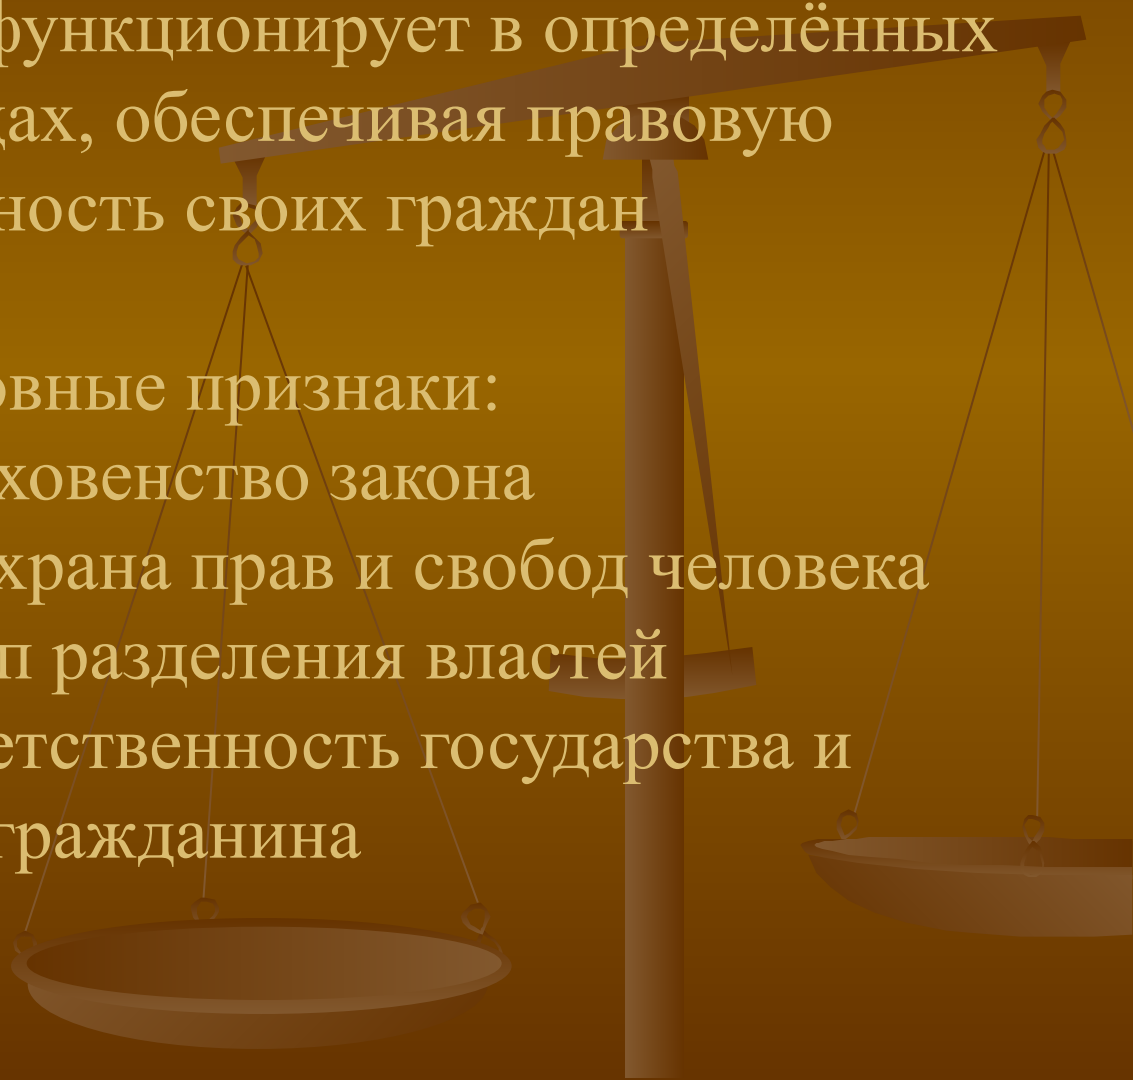 функционирует в определённых
дах, обеспечивая правовую
ность своих граждан
овные признаки:
ховенство закона
храна прав и свобод человека
п разделения властей
етственность государства и
гражданина